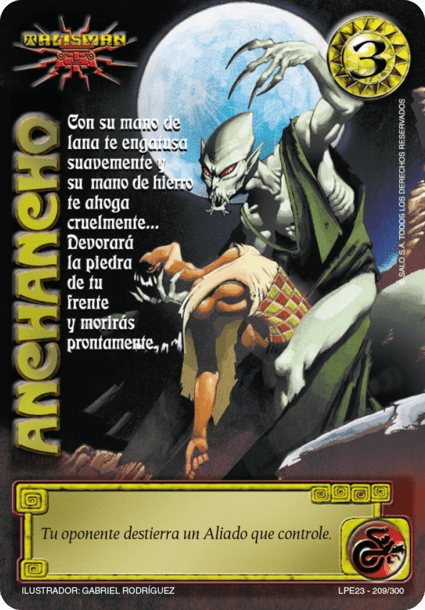 TALISMAN
3
ANCHANCHO
Con su mano de
lana te engatusa
suavemente y
su mano de hierro
te ahoga
cruelmente...
Devorará
la piedra
de tu
frente
y morirás
prontamente.
SALO S.A. TODOS LOS DERECHOS RESERVADOS
Tu oponente destierra un Aliado que controle.
ILUSTRADOR: GABRIEL RODRÍGUEZ
LPE23 - 209/300